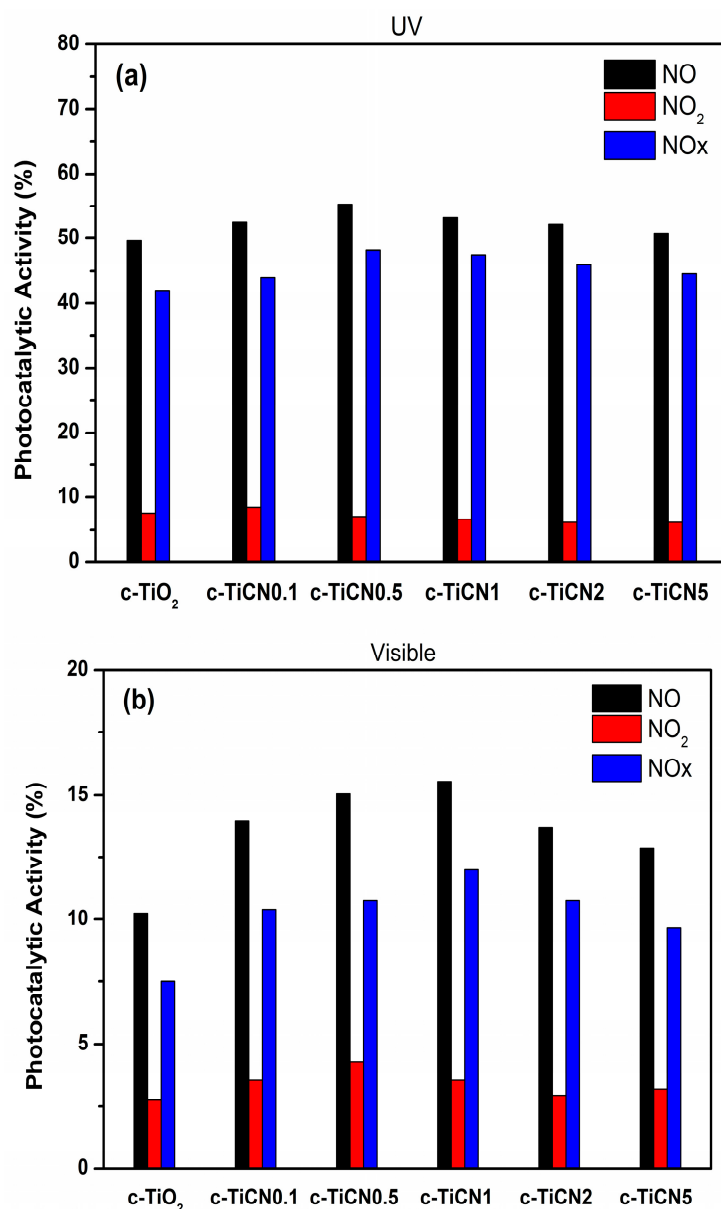 UV
(a)
NO
NO₂
NOx
Photocatalytic Activity (%)
80
70
60
50
40
30
20
10
0
c-TiO₂ c-TiCN0.1 c-TiCN0.5 c-TiCN1 c-TiCN2 c-TiCN5
Visible
(b)
NO
NO₂
NOx
Photocatalytic Activity (%)
20
15
10
5
0
c-TiO₂ c-TiCN0.1 c-TiCN0.5 c-TiCN1 c-TiCN2 c-TiCN5